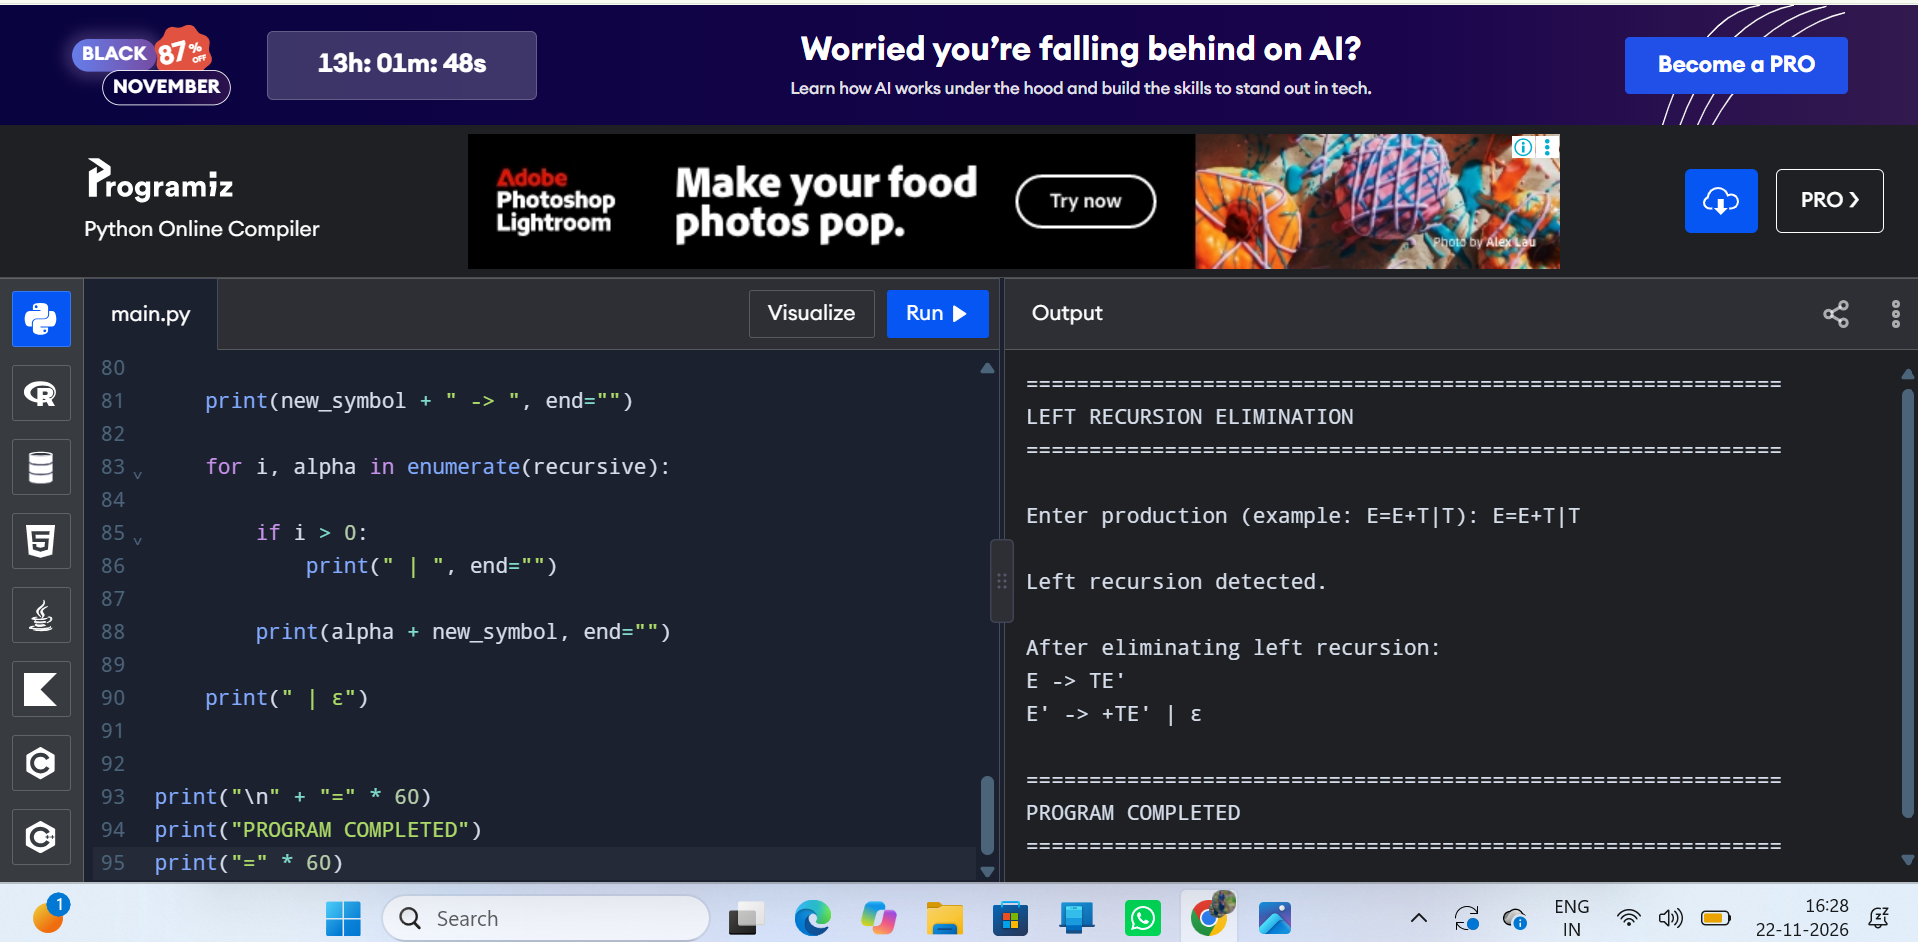 BLACK 87% OFF
NOVEMBER
13h: 01m: 48s
Worried you're falling behind on AI?
Learn how AI works under the hood and build the skills to stand out in tech.
Become a PRO
Programiz
Python Online Compiler
Adobe
Photoshop
Lightroom
Make your food
photos pop.
Try now
Photo by Alex Lau
PRO
main.py
Visualize
Run
Output
80
81 print(new_symbol + " -> ", end="")
82
83 for i, alpha in enumerate(recursive):
84
85 if i > 0:
86 print(" | ", end="")
87
88 print(alpha + new_symbol, end="")
89
90 print(" | ε")
91
92
93 print("\n" + "=" * 60)
94 print("PROGRAM COMPLETED")
95 print("=" * 60)
============================================================
LEFT RECURSION ELIMINATION
============================================================
Enter production (example: E=E+T|T): E=E+T|T
Left recursion detected.
After eliminating left recursion:
E -> TE'
E' -> +TE' | ε
============================================================
PROGRAM COMPLETED
============================================================
1
Search
ENG
IN
16:28
22-11-2026